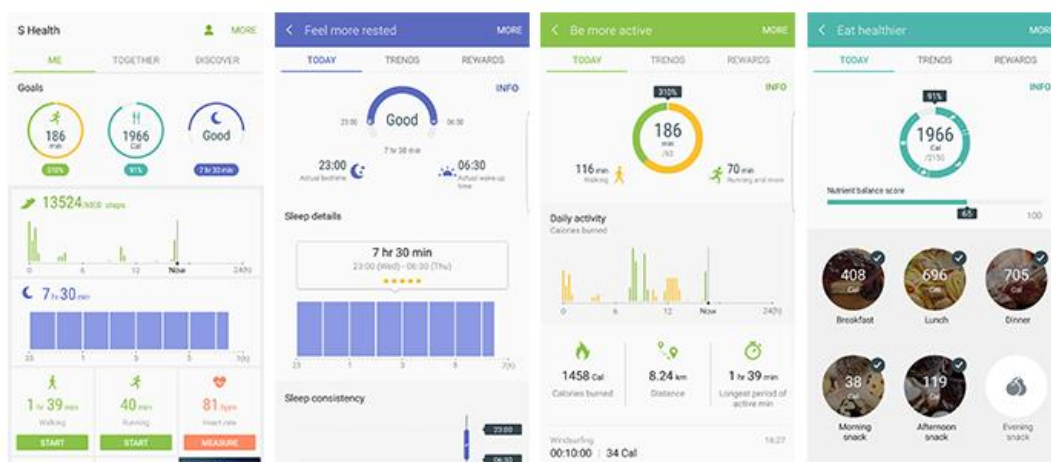 S Health
MORE
ME TOGETHER DISCOVER
Goals
186
min
310%
1966
Cal
91%
Good
7 hr 30 min
13524 /6000 steps
0 6 12 Now 24(h)
7 hr 30 min
23 1 3 5 7(h)
1 hr 39 min
Walking
START
40 min
Running
START
81 bpm
Heart rate
MEASURE
Feel more rested
MORE
TODAY TRENDS REWARDS
INFO
23:00 Good 06:30
7 hr 30 min
23:00
Actual bedtime
06:30
Actual wake up
time
Sleep details
7 hr 30 min
23:00 (Wed) - 06:30 (Thu)
23 1 3 5 7(h)
Sleep consistency
23:00
06:30
Be more active
MORE
TODAY TRENDS REWARDS
INFO
310%
186
min
/60
116 min
Walking
70 min
Running and more
Daily activity
Calories burned
0 6 12 Now 24(h)
1458 Cal
Calories burned
8.24 km
Distance
1 hr 39 min
Longest period of
active min
Windsurfing 16:27
00:10:00 | 34 Cal
Eat healthier
MORE
TODAY TRENDS REWARDS
INFO
91%
1966
Cal
/2150
Nutrient balance score
65 100
408
Cal
Breakfast
696
Cal
Lunch
705
Cal
Dinner
38
Cal
Morning
snack
119
Cal
Afternoon
snack
Evening
snack